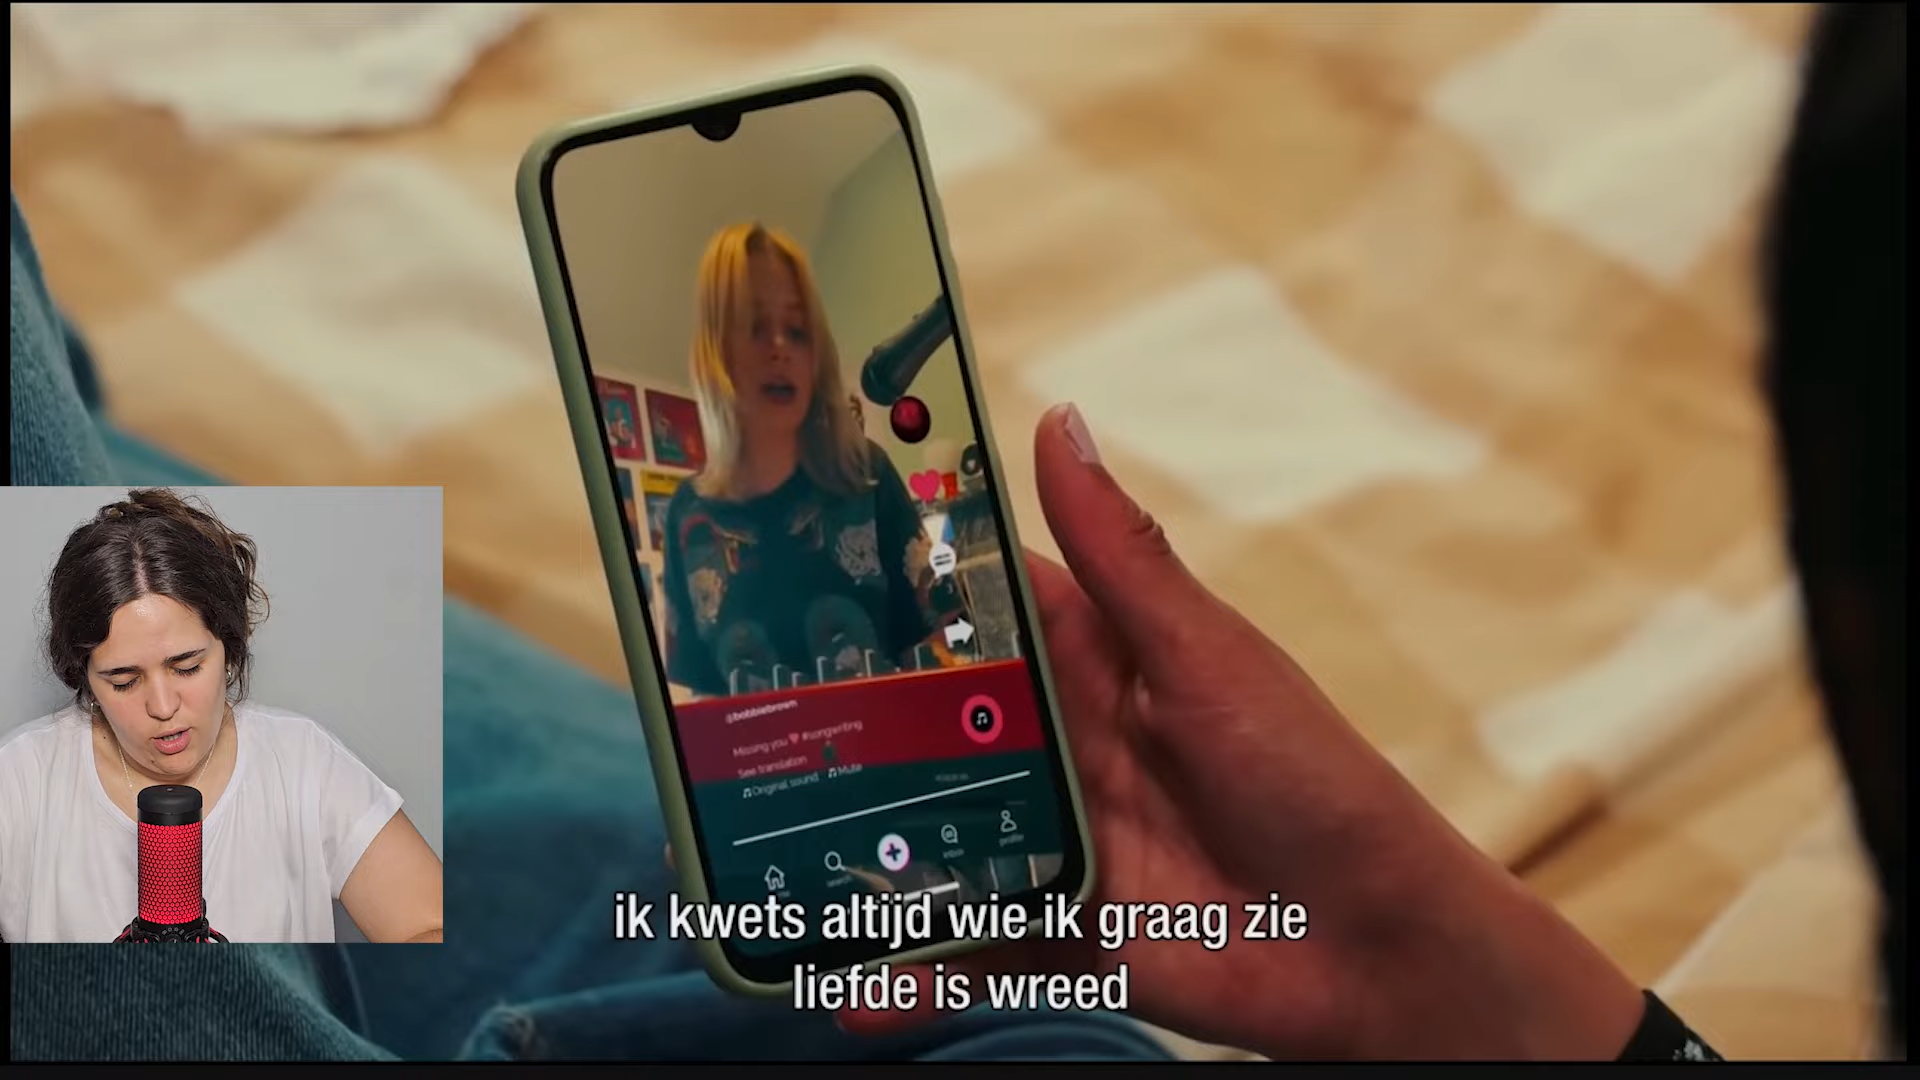 @bobbiebrown
Missing you #songwriting
See translation
Original sound Mute
search
inbox
profile
ik kwets altijd wie ik graag zie
liefde is wreed